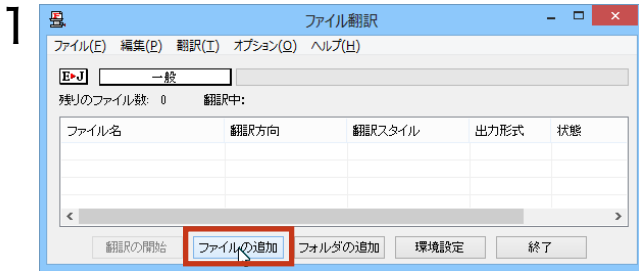 1
ファイル翻訳
ファイル(F) 編集(P) 翻訳(T) オプション(O) ヘルプ(H)
E▶J 一般
残りのファイル数: 0 翻訳中:
ファイル名 翻訳方向 翻訳スタイル 出力形式 状態
翻訳の開始 ファイルの追加 フォルダの追加 環境設定 終了